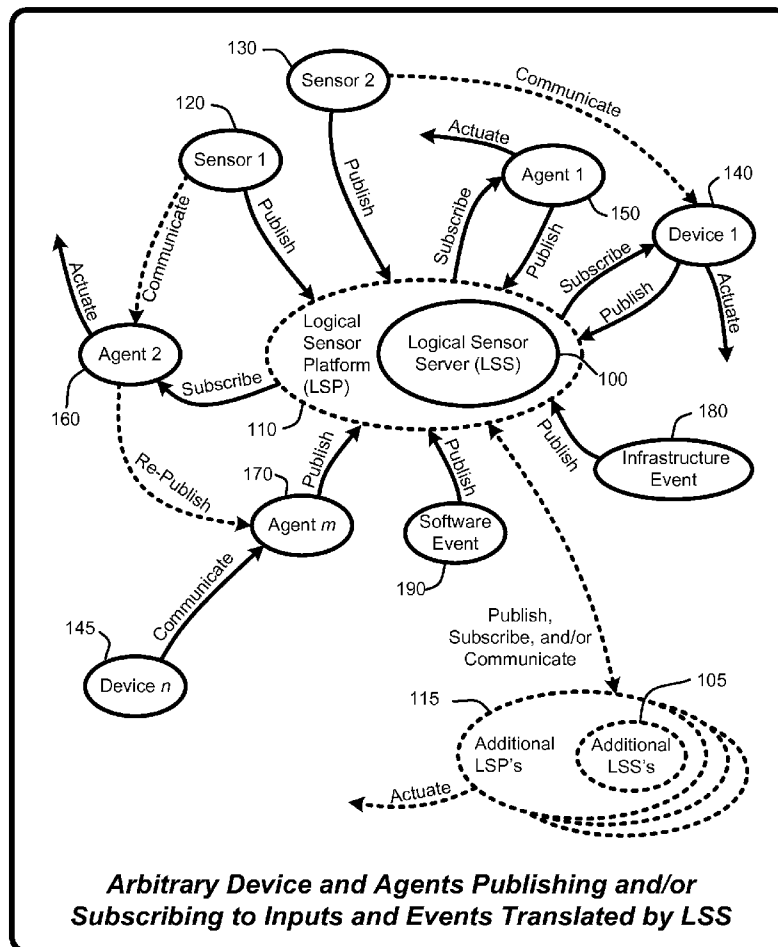 130
Sensor 2
Communicate
120
Sensor 1
Publish
Publish
Communicate
Actuate
Agent 1
150
Subscribe
Publish
140
Device 1
Subscribe
Publish
Actuate
Actuate
Agent 2
160
Subscribe
Logical
Sensor
Platform
(LSP)
110
Logical Sensor
Server (LSS)
100
Re-Publish
170
Agent m
Publish
Publish
Software
Event
190
Publish
180
Infrastructure
Event
Communicate
145
Device n
Publish,
Subscribe, and/or
Communicate
115
105
Additional
LSP's
Additional
LSS's
Actuate
Arbitrary Device and Agents Publishing and/or
Subscribing to Inputs and Events Translated by LSS